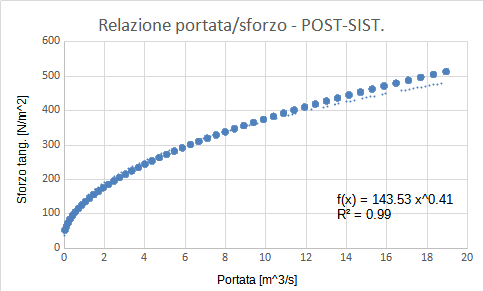 Relazione portata/sforzo - POST-SIST.
600
500
400
300
200
100
0
Sforzo tang. [N/m^2]
f(x) = 143.53 x^0.41
R² = 0.99
0 2 4 6 8 10 12 14 16 18 20
Portata [m^3/s]